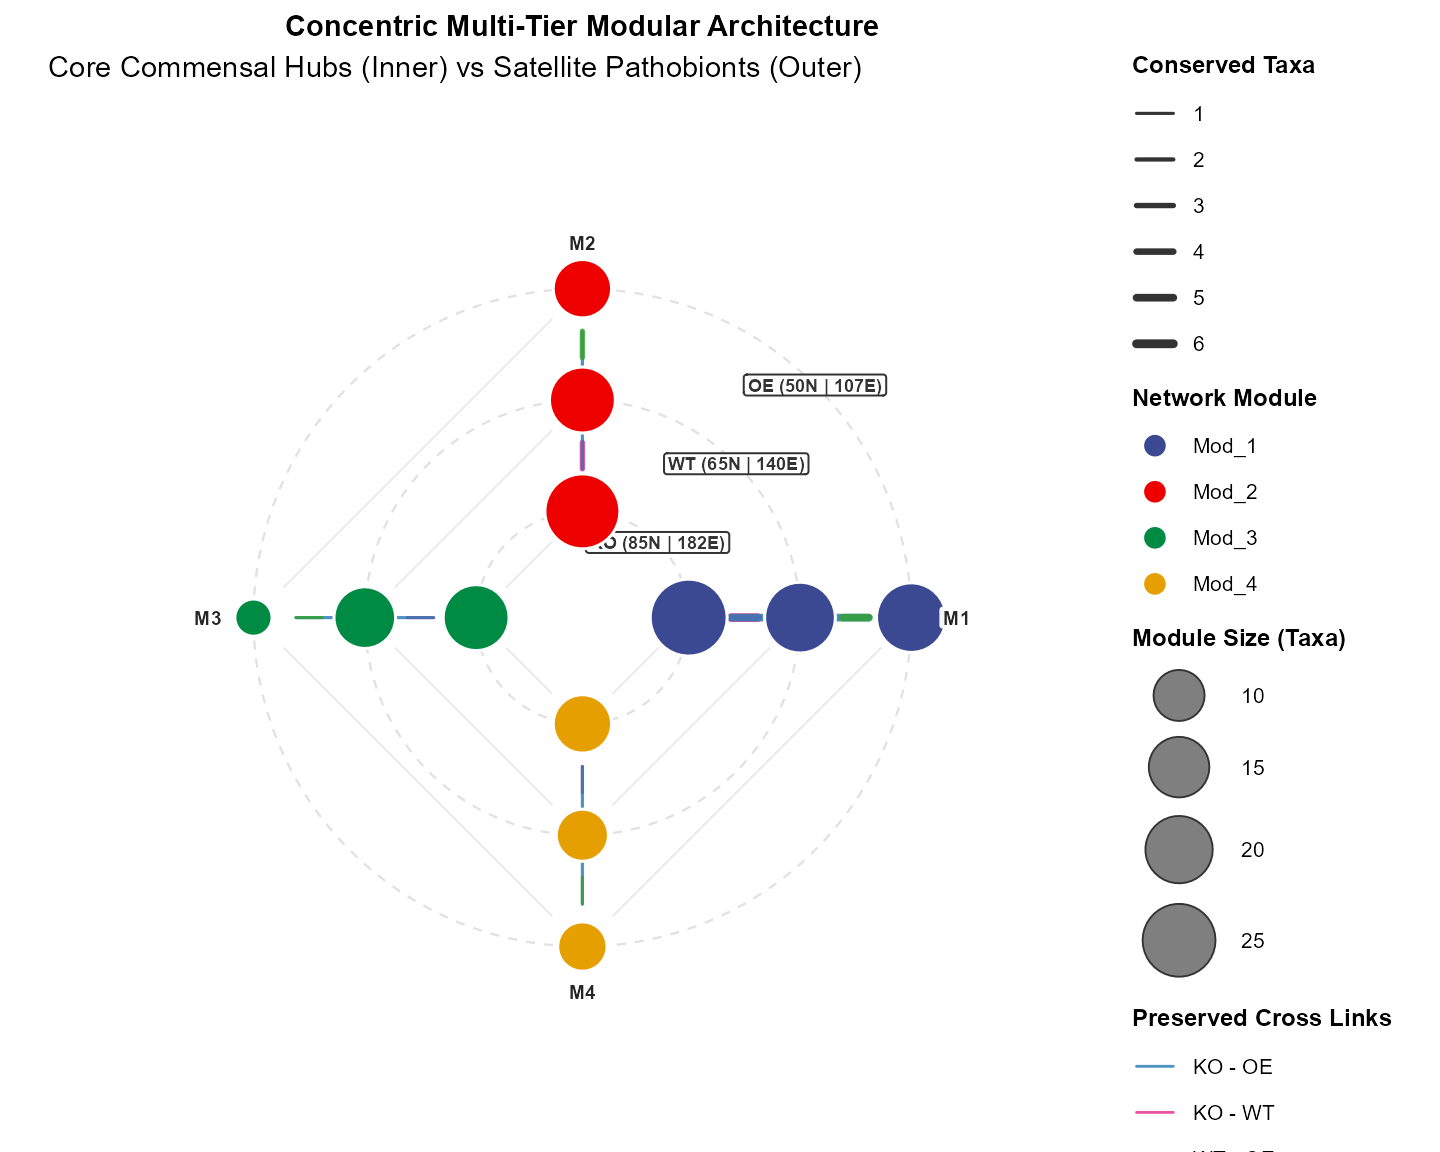 Concentric Multi-Tier Modular Architecture
Core Commensal Hubs (Inner) vs Satellite Pathobionts (Outer)
M2
OE (50N | 107E)
WT (65N | 140E)
(85N | 182E)
M3
M1
M4
Conserved Taxa
1
2
3
4
5
6
Network Module
Mod_1
Mod_2
Mod_3
Mod_4
Module Size (Taxa)
10
15
20
25
Preserved Cross Links
KO - OE
KO - WT